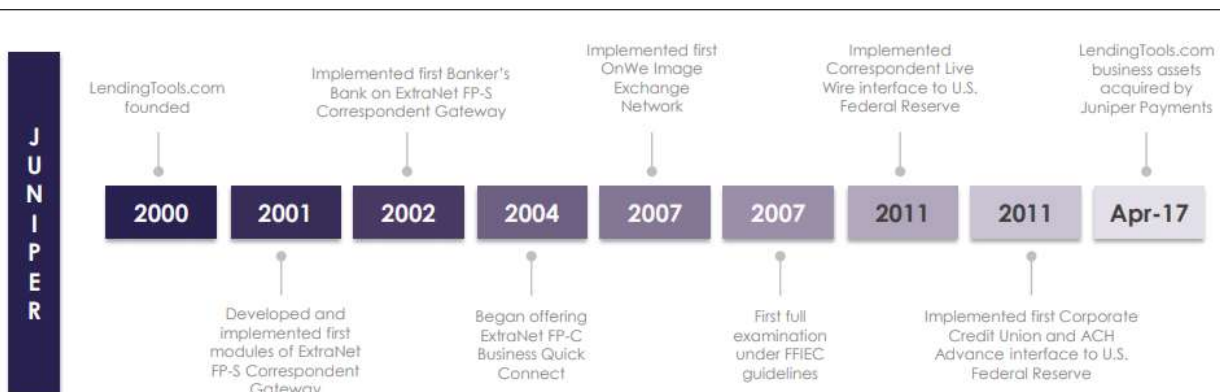 JUNIPER
LendingTools.com
founded
Implemented first Banker's
Bank on ExtraNet FP-S
Correspondent Gateway
Implemented first
OnWe Image
Exchange
Network
Implemented
Correspondent Live
Wire interface to U.S.
Federal Reserve
LendingTools.com
business assets
acquired by
Juniper Payments
2000
2001
2002
2004
2007
2007
2011
2011
Apr-17
Developed and
implemented first
modules of ExtraNet
FP-S Correspondent
Gateway
Began offering
ExtraNet FP-C
Business Quick
Connect
First full
examination
under FFIEC
guidelines
Implemented first Corporate
Credit Union and ACH
Advance interface to U.S.
Federal Reserve